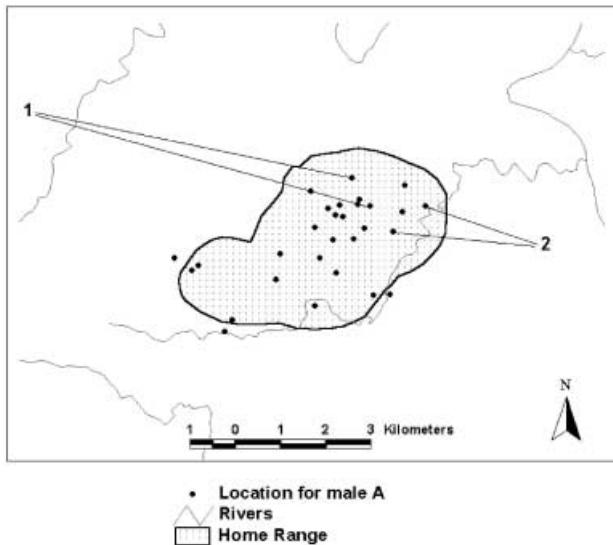 1
2
N
1 0 1 2 3 Kilometers
Location for male A
Rivers
Home Range